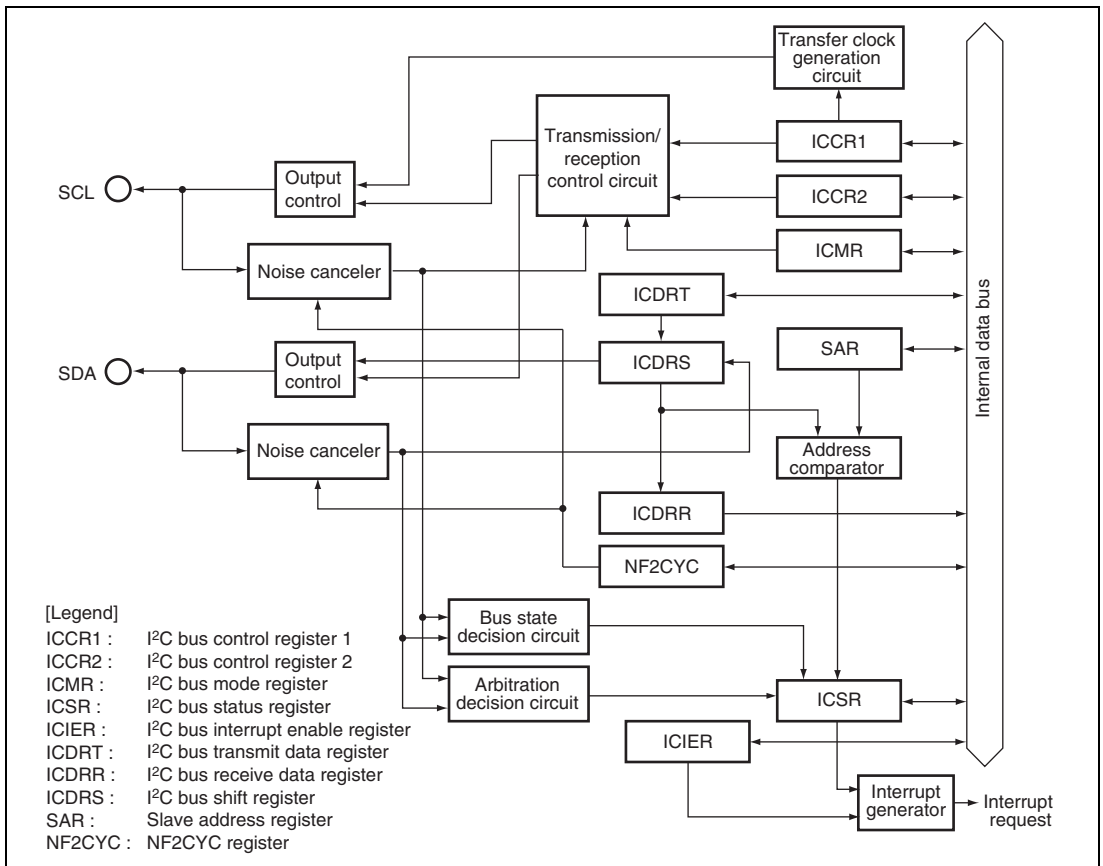 Transfer clock
generation
circuit
Transmission/
reception
control circuit
ICCR1
SCL
Output
control
ICCR2
ICMR
Noise canceler
ICDRT
SDA
Output
control
ICDRS
SAR
Internal data bus
Noise canceler
Address
comparator
ICDRR
NF2CYC
Bus state
decision circuit
Arbitration
decision circuit
ICSR
ICIER
Interrupt
generator
Interrupt
request
[Legend]
ICCR1 : I²C bus control register 1
ICCR2 : I²C bus control register 2
ICMR : I²C bus mode register
ICSR : I²C bus status register
ICIER : I²C bus interrupt enable register
ICDRT : I²C bus transmit data register
ICDRR : I²C bus receive data register
ICDRS : I²C bus shift register
SAR : Slave address register
NF2CYC : NF2CYC register